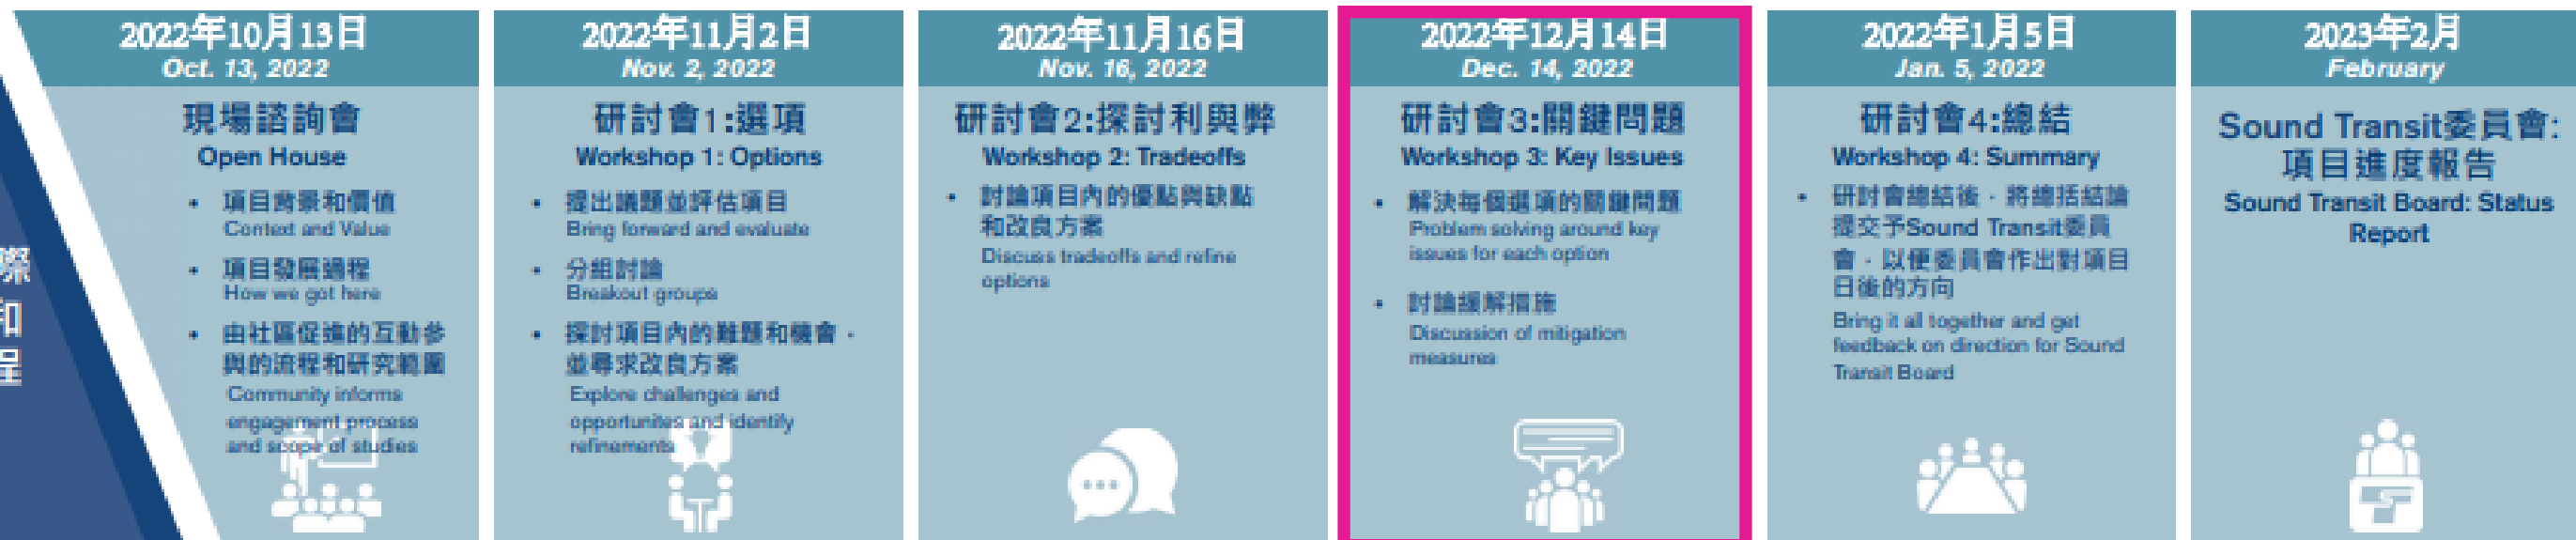 際
和
程
2022年10月13日
Oct. 13, 2022
現場諮詢會
Open House
• 項目背景和價值
Context and Value
• 項目發展過程
How we got here
• 由社區促進的互動參
與的流程和研究範圍
Community informs
engagement process
and scope of studies
2022年11月2日
Nov. 2, 2022
研討會1:選項
Workshop 1: Options
• 提出議題並評估項目
Bring forward and evaluate
• 分組討論
Breakout groups
• 探討項目內的難題和機會，
並尋求改良方案
Explore challenges and
opportunites and identify
refinements
2022年11月16日
Nov. 16, 2022
研討會2:探討利與弊
Workshop 2: Tradeoffs
• 討論項目內的優點與缺點
和改良方案
Discuss tradeoffs and refine
options
2022年12月14日
Dec. 14, 2022
研討會3:關鍵問題
Workshop 3: Key Issues
• 解決每個選項的關鍵問題
Problem solving around key
issues for each option
• 討論緩解措施
Discussion of mitigation
measures
2022年1月5日
Jan. 5, 2022
研討會4:總結
Workshop 4: Summary
• 研討會總結後，將總括結論
提交予Sound Transit委員
會，以便委員會作出對項目
日後的方向
Bring it all together and get
feedback on direction for Sound
Transit Board
2023年2月
February
Sound Transit委員會:
項目進度報告
Sound Transit Board: Status
Report